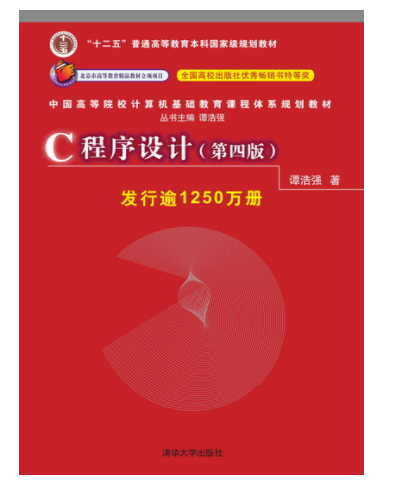 “十二五”普通高等教育本科国家级规划教材
北京市高等教育精品教材立项项目 全国高校出版社优秀畅销书特等奖
中国高等院校计算机基础教育课程体系规划教材
丛书主编 谭浩强
C程序设计(第四版)
谭浩强 著
发行逾1250万册
清华大学出版社